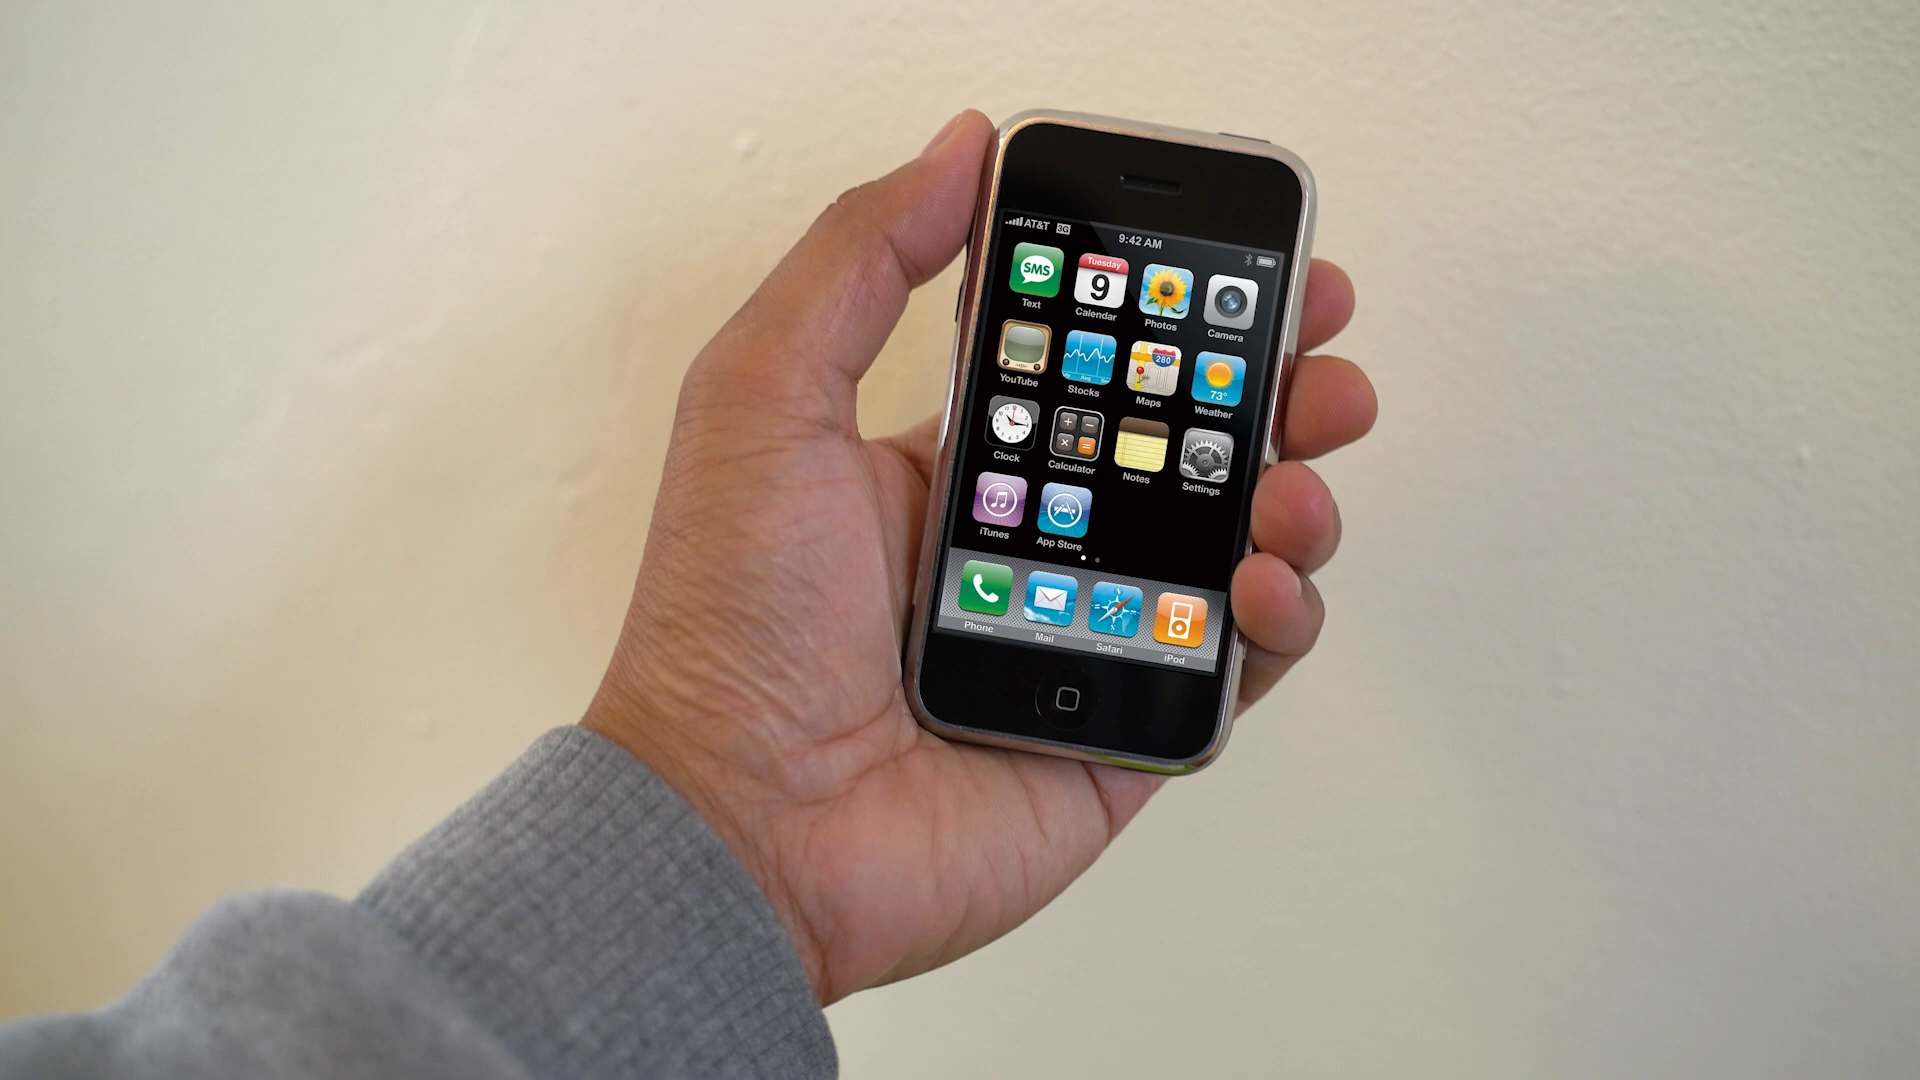 AT&T 3G 9:42 AM
SMS
Tuesday
9
Text Calendar Photos Camera
280
73°
YouTube Stocks Maps Weather
Clock Calculator Notes Settings
iTunes App Store
Phone Mail Safari iPod